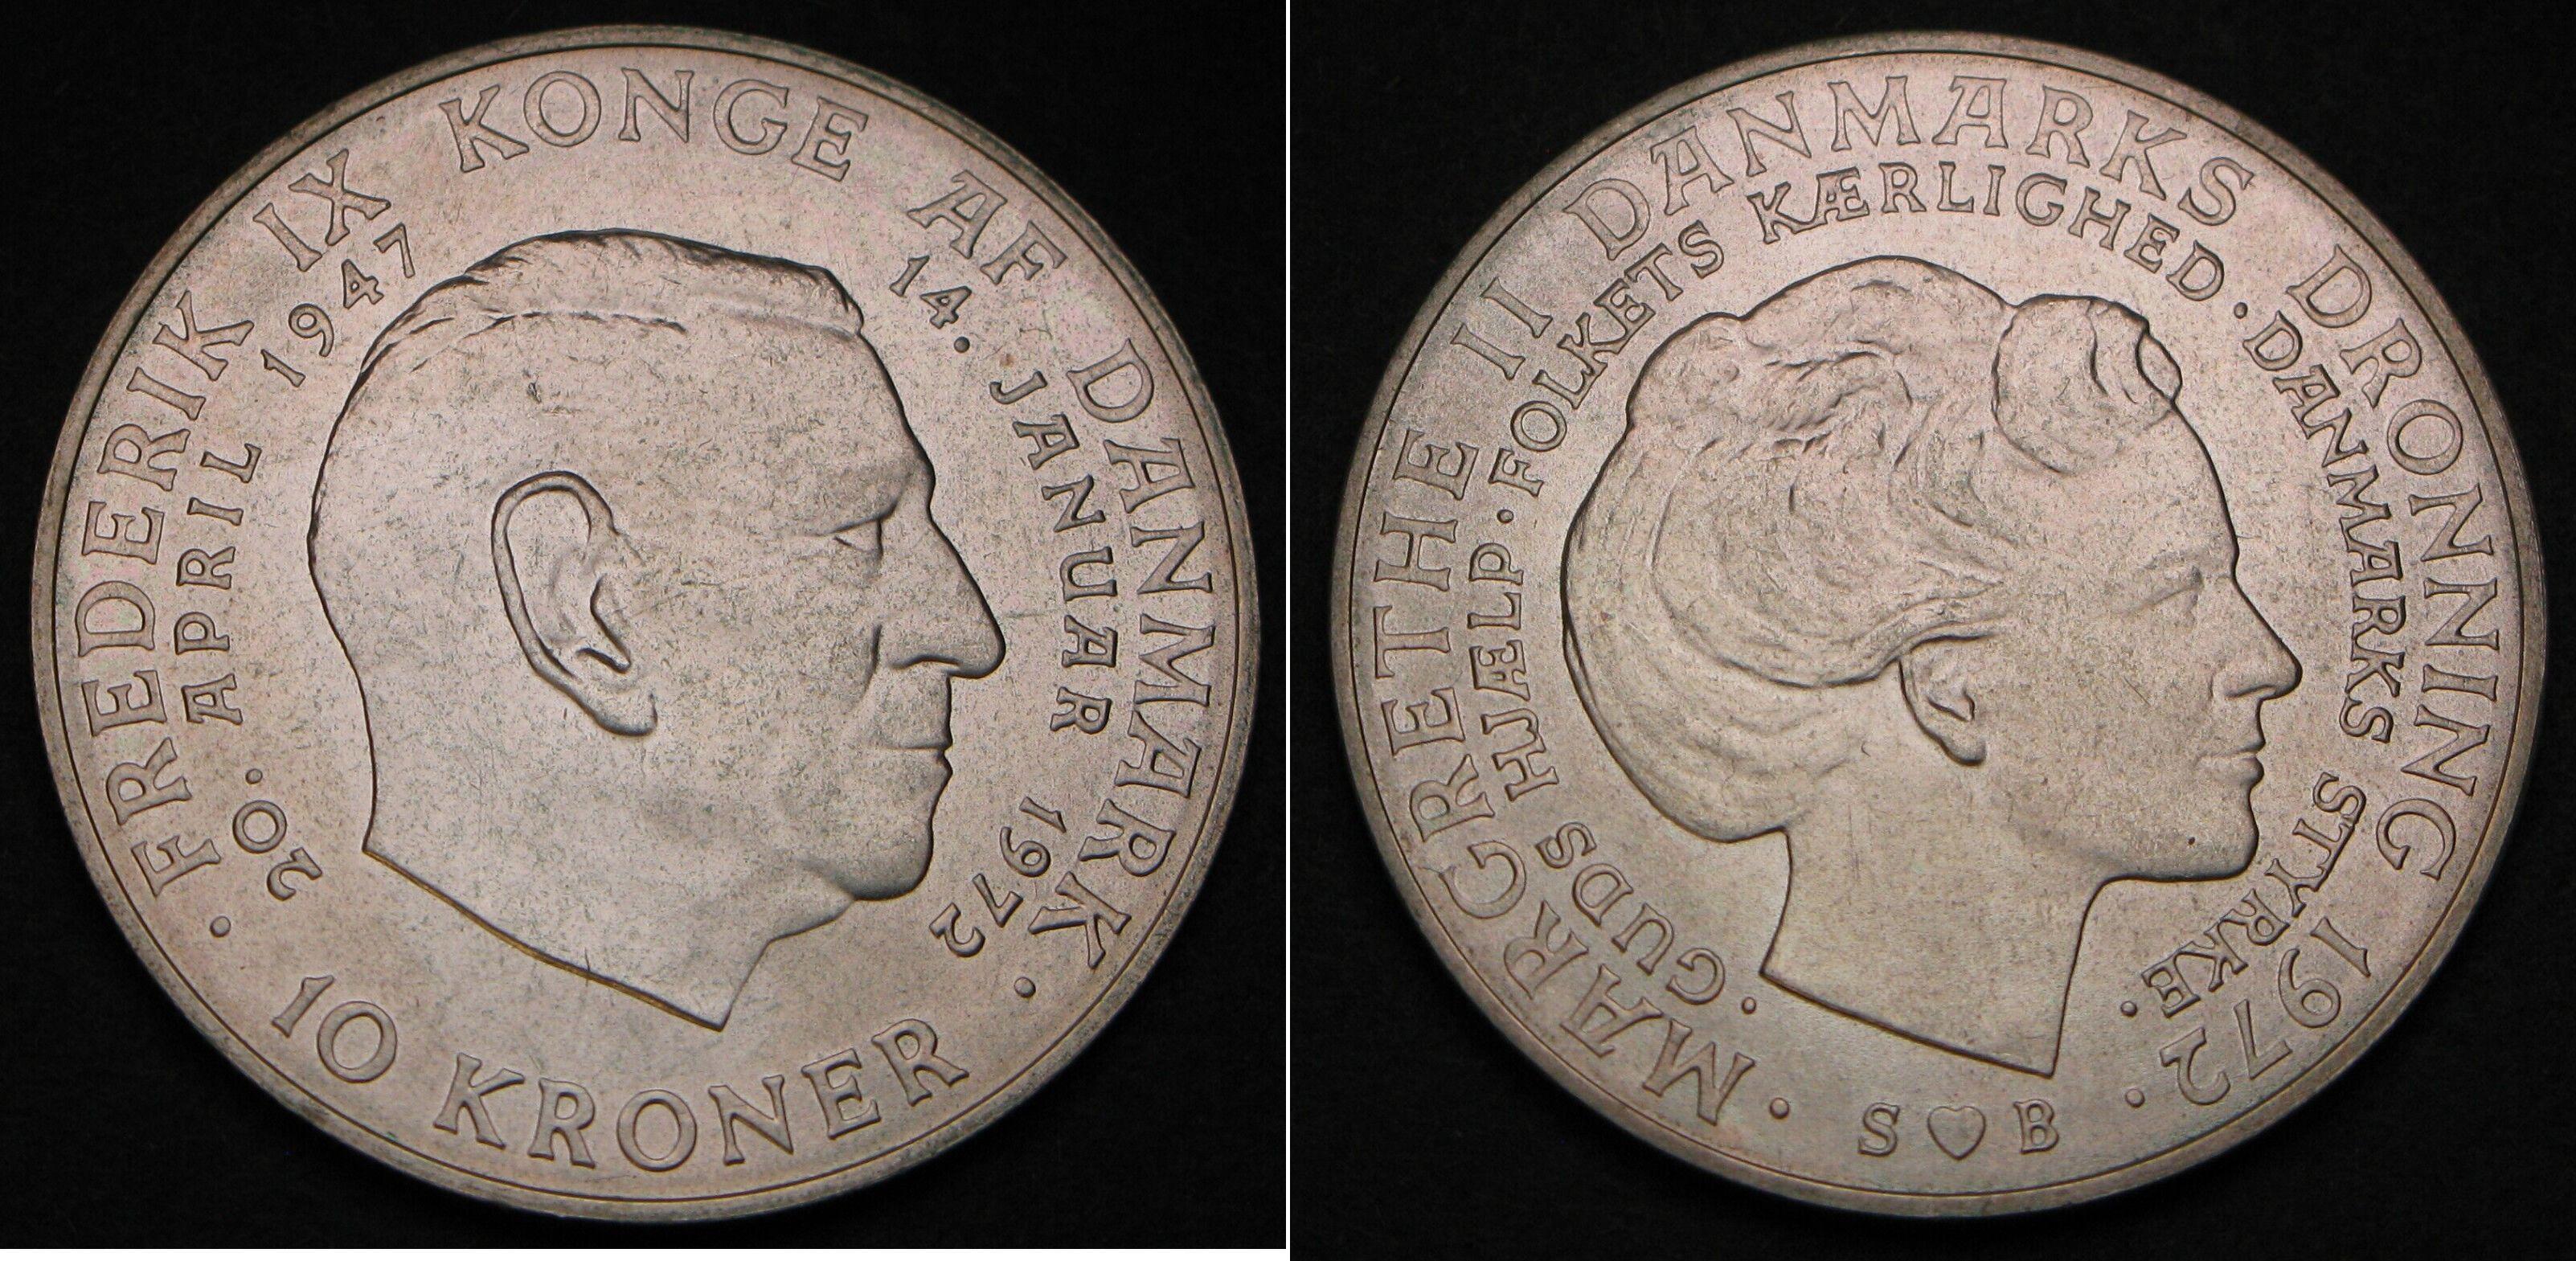 · FREDERIK IX KONGE AF DANMARK ·
20. APRIL 1947
14. JANUAR 1972
10 KRONER
· MARGRETHE II DANMARKS DRONNING 1972 ·
· GUDS HJÆLP · FOLKETS KÆRLIGHED · DANMARKS STYRKE ·
S ♡ B